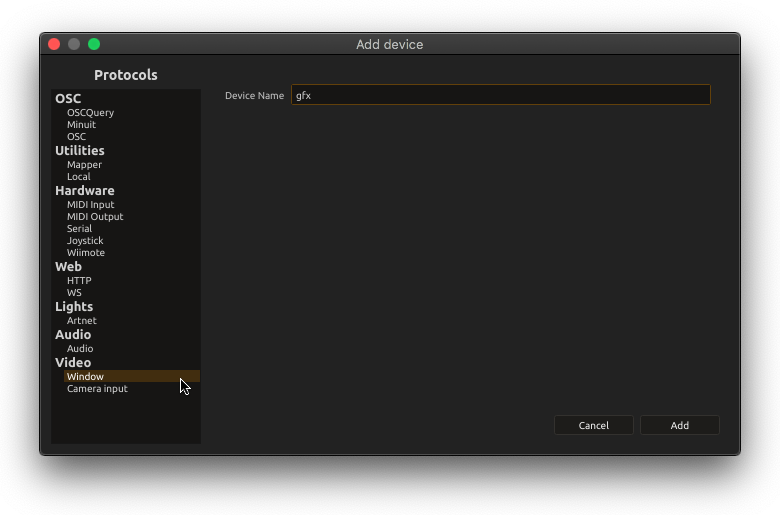 Add device
Protocols
OSC
OSCQuery
Minuit
OSC
Utilities
Mapper
Local
Hardware
MIDI Input
MIDI Output
Serial
Joystick
Wiimote
Web
HTTP
WS
Lights
Artnet
Audio
Audio
Video
Window
Camera input
Device Name gfx
Cancel Add